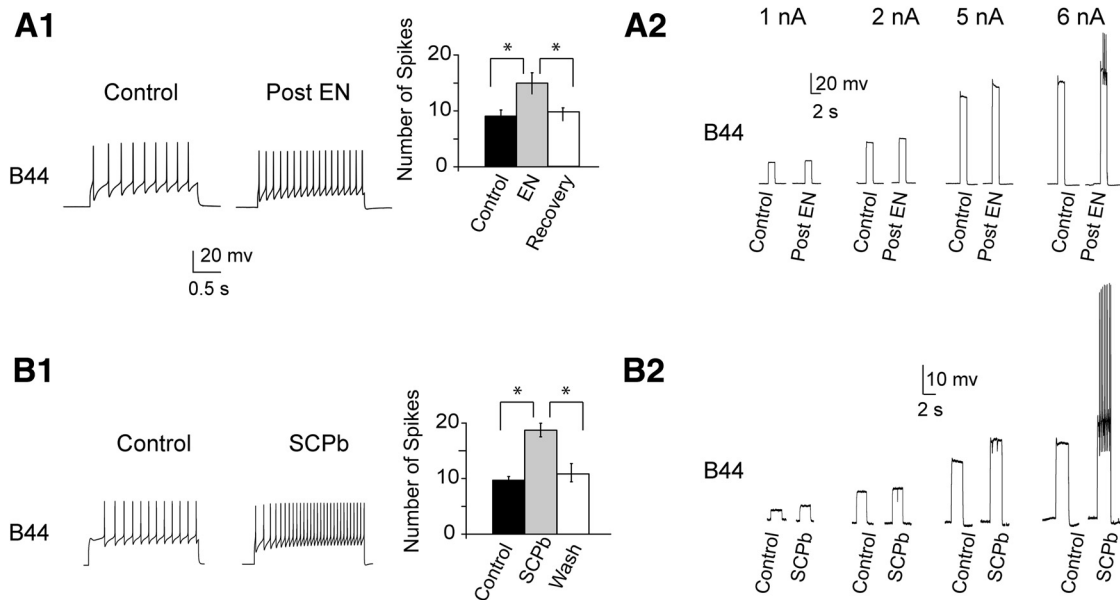 A1
Control
Post EN
B44
20 mv
0.5 s
Number of Spikes
20
10
0
*
*
Control
EN
Recovery
A2
1 nA
2 nA
5 nA
6 nA
20 mv
2 s
B44
Control
Post EN
Control
Post EN
Control
Post EN
Control
Post EN
B1
Control
SCPb
B44
Number of Spikes
20
10
0
*
*
Control
SCPb
Wash
B2
10 mv
2 s
B44
Control
SCPb
Control
SCPb
Control
SCPb
Control
SCPb